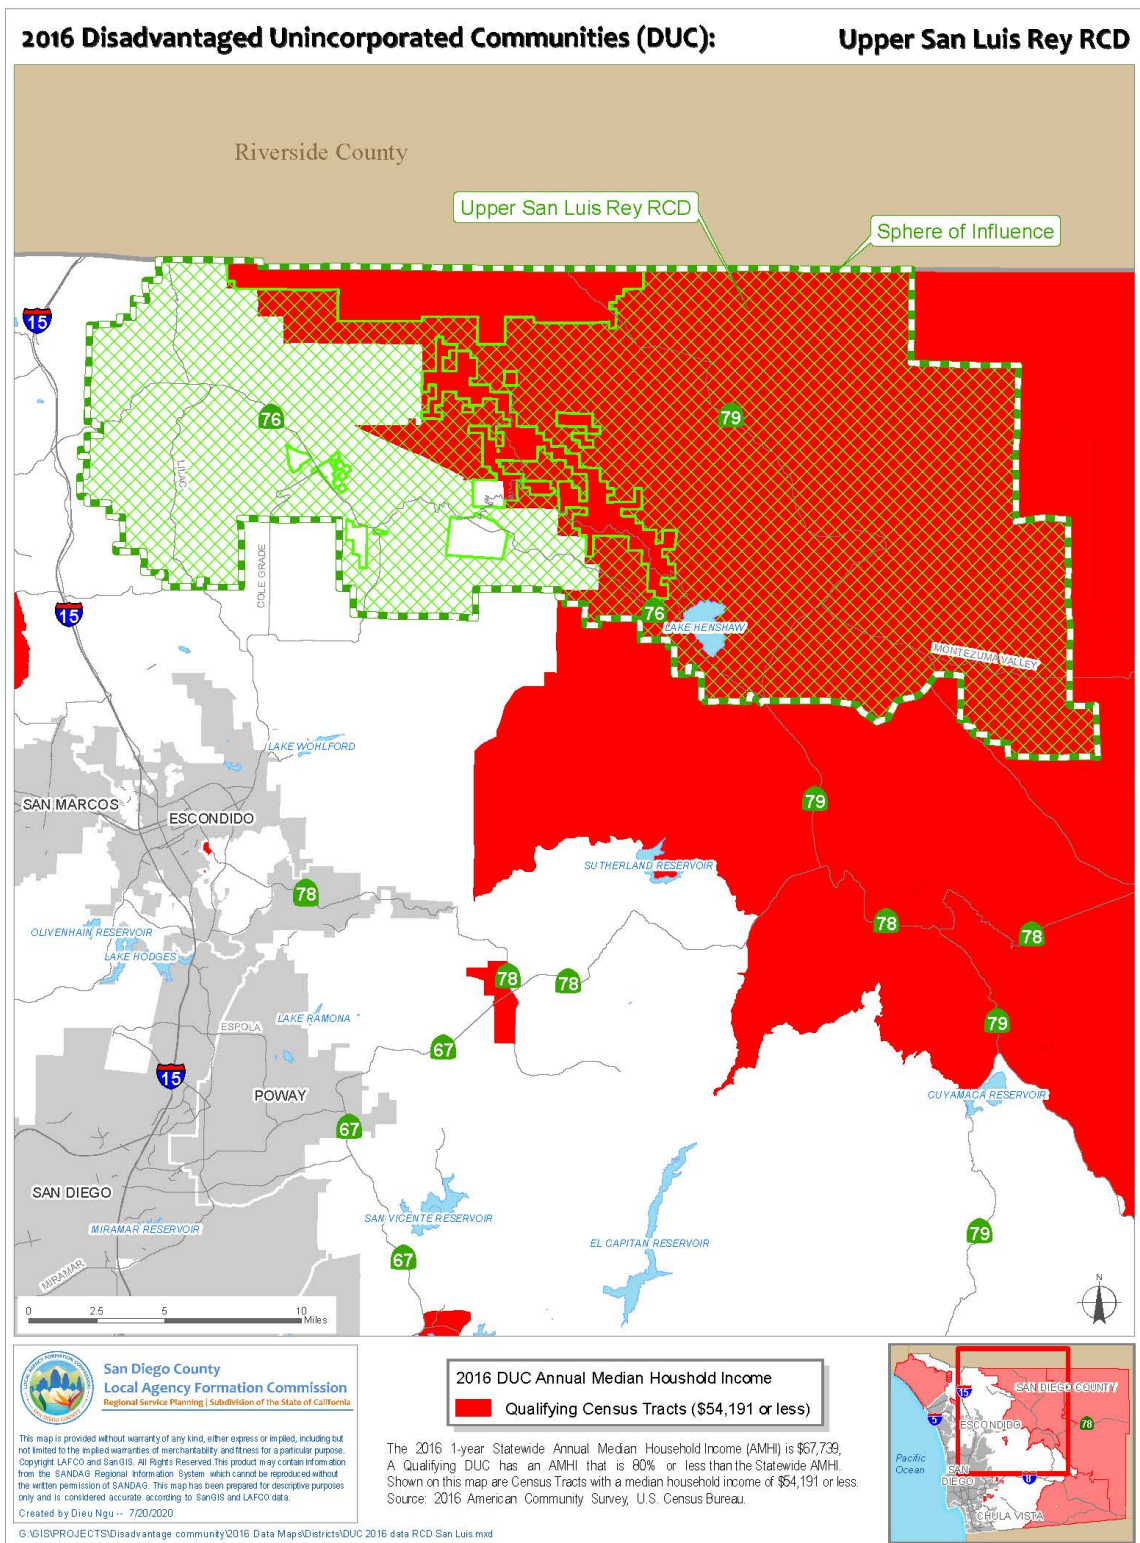 2016 Disadvantaged Unincorporated Communities (DUC): Upper San Luis Rey RCD
Riverside County
Upper San Luis Rey RCD
Sphere of Influence
15
76
79
LILAC
COLE GRADE
15
76
LAKE HENSHAW
MONTEZUMA VALLEY
LAKE WOHLFORD
SAN MARCOS
ESCONDIDO
79
SUTHERLAND RESERVOIR
78
78
78
OLIVENHAIN RESERVOIR
LAKE HODGES
78
78
LAKE RAMONA
ESPOLA
67
79
15
POWAY
CUYAMACA RESERVOIR
67
SAN DIEGO
SAN VICENTE RESERVOIR
MIRAMAR RESERVOIR
EL CAPITAN RESERVOIR
79
67
MIRAMAR
0 2.5 5 10
Miles
N
LOCAL AGENCY FORMATION COMMISSION
SAN DIEGO COUNTY
San Diego County
Local Agency Formation Commission
Regional Service Planning | Subdivision of the State of California
This map is provided without warranty of any kind, either express or implied, including but
not limited to the implied warranties of merchantability and fitness for a particular purpose.
Copyright LAFCO and SanGIS. All Rights Reserved.This product may contain information
from the SANDAG Regional Information System which cannot be reproduced without
the written permission of SANDAG. This map has been prepared for descriptive purposes
only and is considered accurate according to SanGIS and LAFCO data.
Created by Dieu Ngu -- 7/20/2020
G:\GIS\PROJECTS\Disadvantage community\2016 Data Maps\Districts\DUC 2016 data RCD San Luis.mxd
2016 DUC Annual Median Houshold Income
Qualifying Census Tracts ($54,191 or less)
The 2016 1-year Statewide Annual Median Household Income (AMHI) is $67,739,
A Qualifying DUC has an AMHI that is 80% or less than the Statewide AMHI.
Shown on this map are Census Tracts with a median household income of $54,191 or less.
Source: 2016 American Community Survey, U.S. Census Bureau.
15
SAN DIEGO COUNTY
5
ESCONDIDO
78
Pacific
Ocean
SAN
DIEGO
8
CHULA VISTA